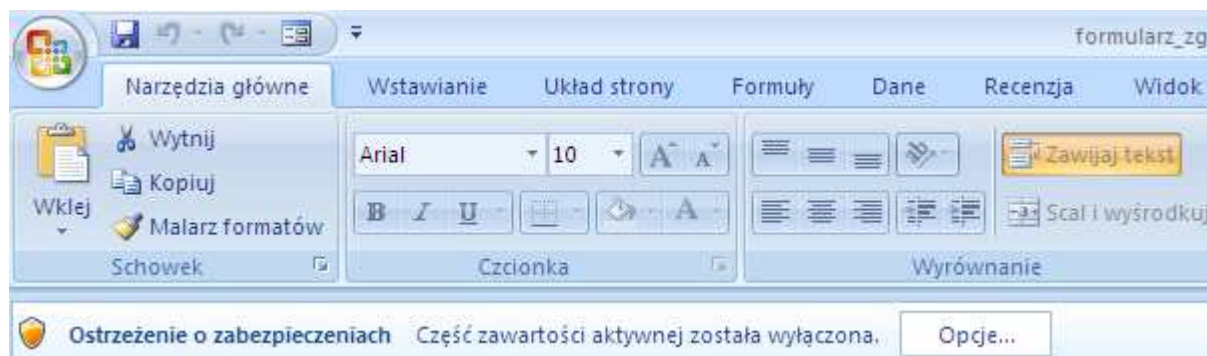 formularz_zg
Narzędzia główne Wstawianie Układ strony Formuły Dane Recenzja Widok
Wklej
Wytnij
Kopiuj
Malarz formatów
Schowek
Arial 10 A A
B I U A
Czcionka
Zawijaj tekst
Scal i wyśrodkuj
Wyrównanie
Ostrzeżenie o zabezpieczeniach Część zawartości aktywnej została wyłączona. Opcje...